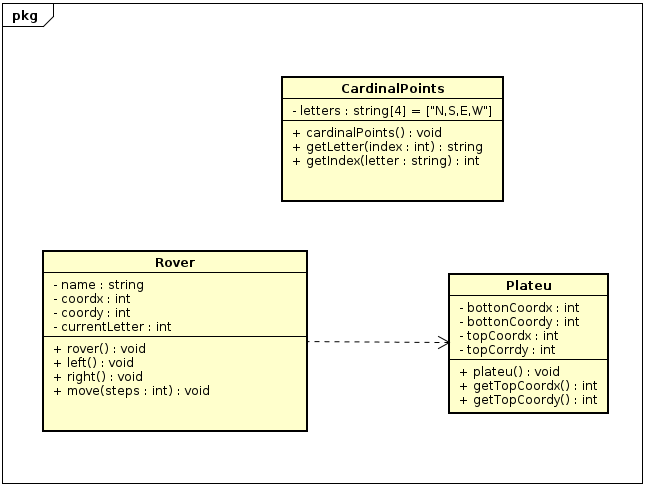 pkg
CardinalPoints
- letters : string[4] = ["N,S,E,W"]
+ cardinalPoints() : void
+ getLetter(index : int) : string
+ getIndex(letter : string) : int
Rover
- name : string
- coordx : int
- coordy : int
- currentLetter : int
+ rover() : void
+ left() : void
+ right() : void
+ move(steps : int) : void
Plateu
- bottonCoordx : int
- bottonCoordy : int
- topCoordx : int
- topCorrdy : int
+ plateu() : void
+ getTopCoordx() : int
+ getTopCoordy() : int